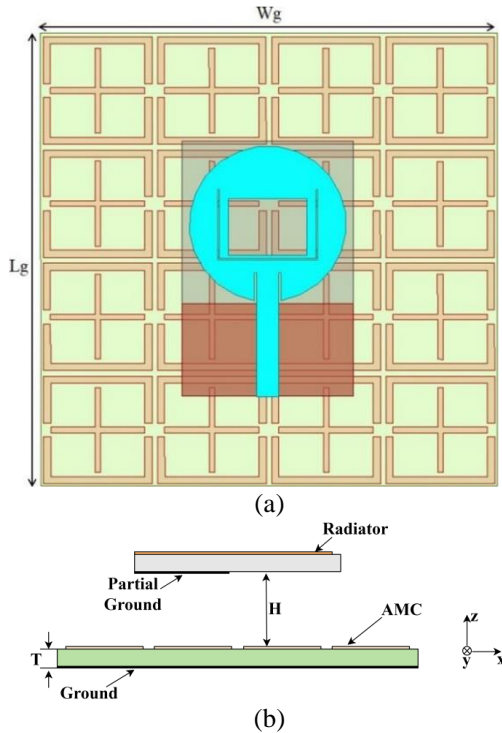 Wg
Lg
(a)
Radiator
Partial
Ground
H
AMC
T
Ground
z
y
x
(b)